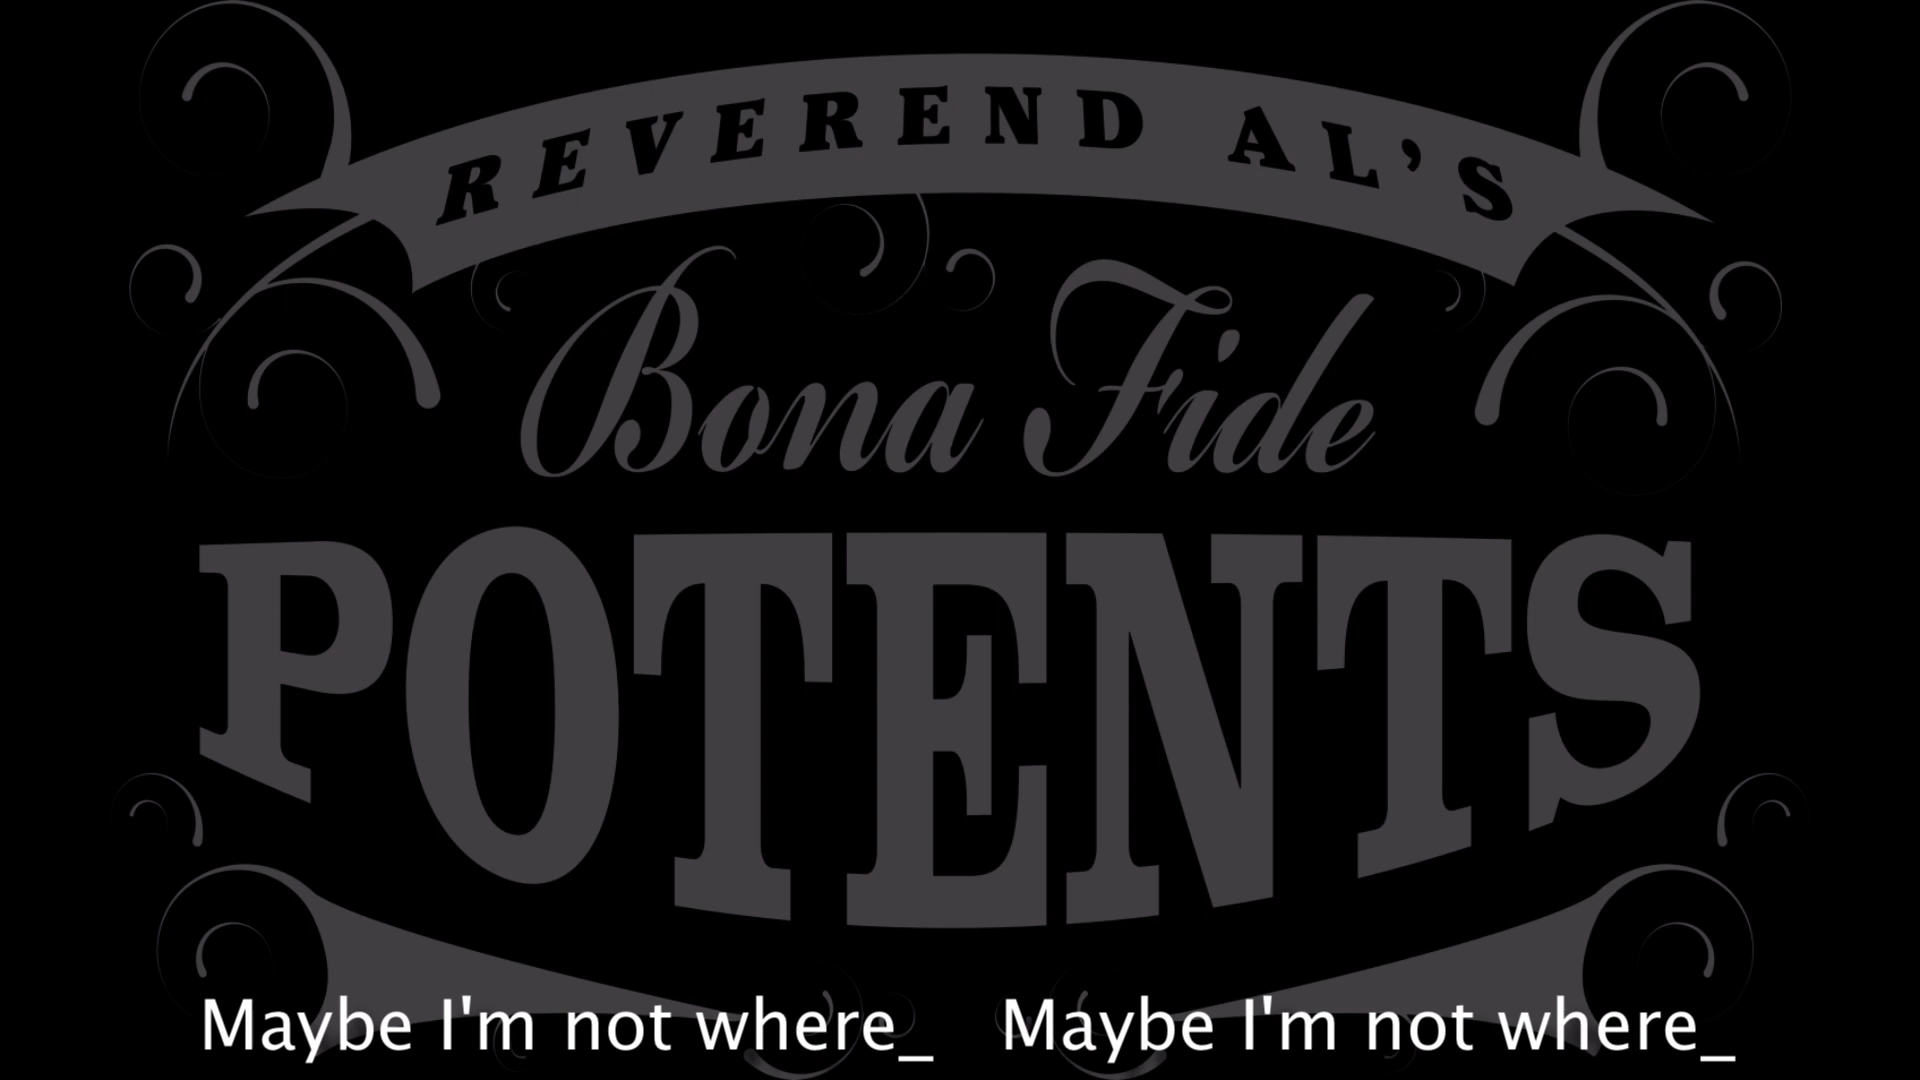 REVEREND AL'S
Bona Fide
POTENTS
Maybe I'm not where_ Maybe I'm not where_